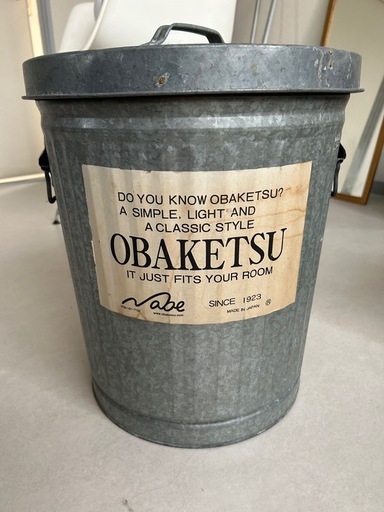 DO YOU KNOW OBAKETSU?
A SIMPLE, LIGHT AND
A CLASSIC STYLE
OBAKETSU
IT JUST FITS YOUR ROOM
Mabe
SINCE 1923
MADE IN JAPAN ®